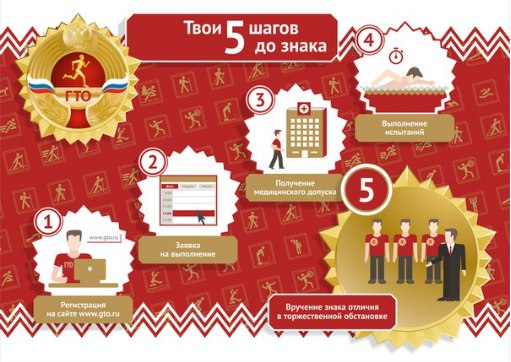 Твои 5 шагов
до знака
ГТО
1
www.gto.ru
ГТО
Регистрация
на сайте www.gto.ru
2
Заявка
на выполнение
3
Получение
медицинского допуска
4
Выполнение
испытаний
5
Вручение знака отличия
в торжественной обстановке